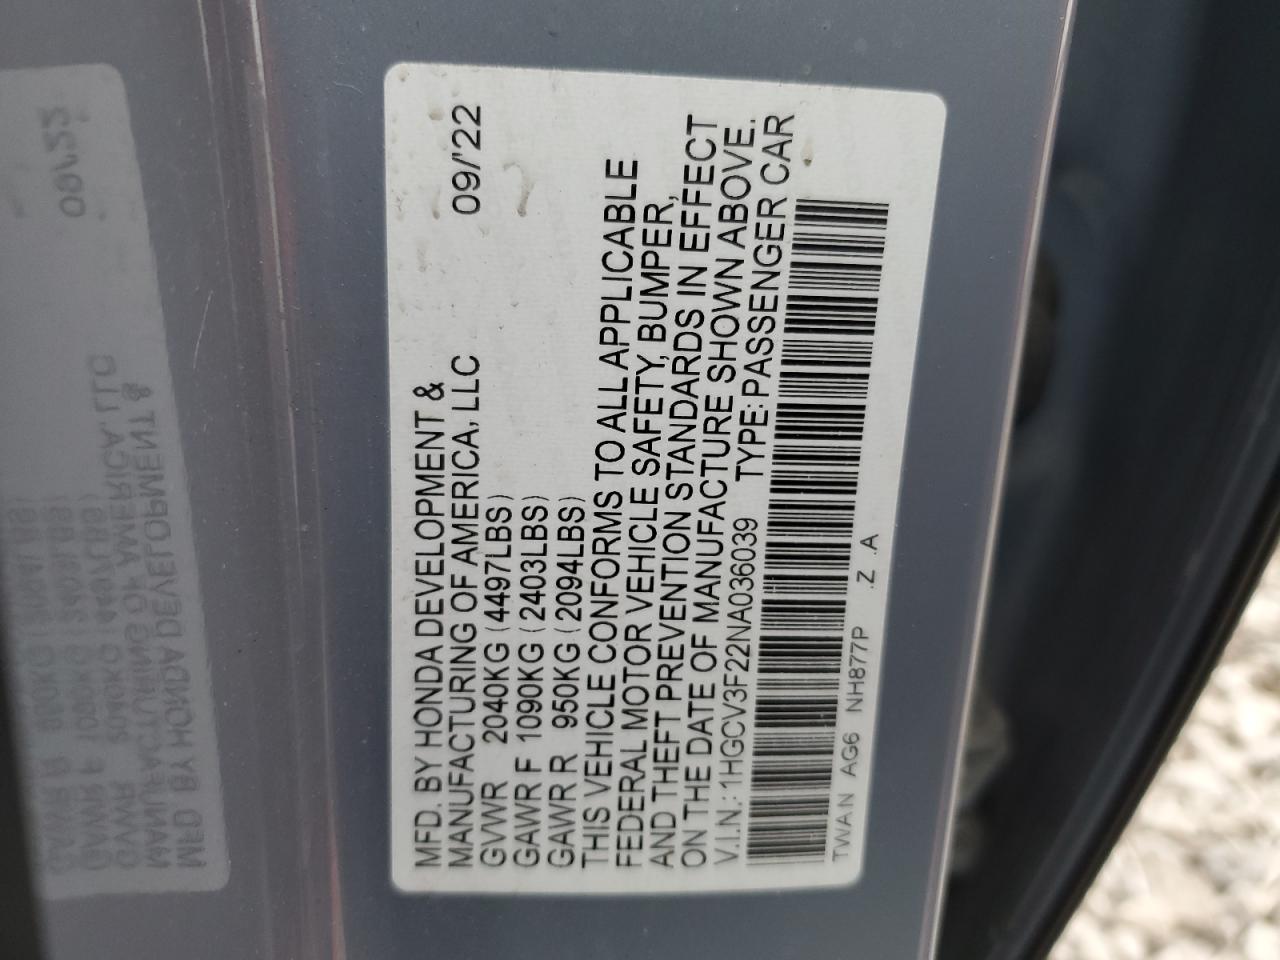 MFD. BY HONDA DEVELOPMENT &
MANUFACTURING OF AMERICA, LLC 09/'22
GVWR 2040KG (4497LBS)
GAWR F 1090KG (2403LBS)
GAWR R 950KG (2094LBS)
THIS VEHICLE CONFORMS TO ALL APPLICABLE
FEDERAL MOTOR VEHICLE SAFETY, BUMPER,
AND THEFT PREVENTION STANDARDS IN EFFECT
ON THE DATE OF MANUFACTURE SHOWN ABOVE.
V.I.N.: 1HGCV3F22NA036039 TYPE: PASSENGER CAR
TWAN AG6 NH877P .Z .A